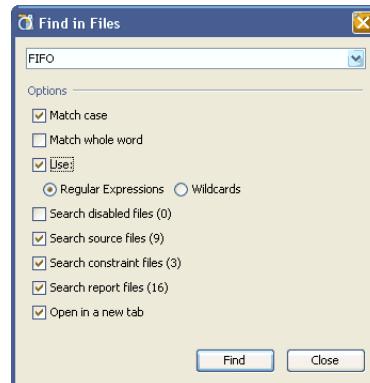 Find in Files
FIFO
Options
Match case
Match whole word
Use:
Regular Expressions Wildcards
Search disabled files (0)
Search source files (9)
Search constraint files (3)
Search report files (16)
Open in a new tab
Find Close